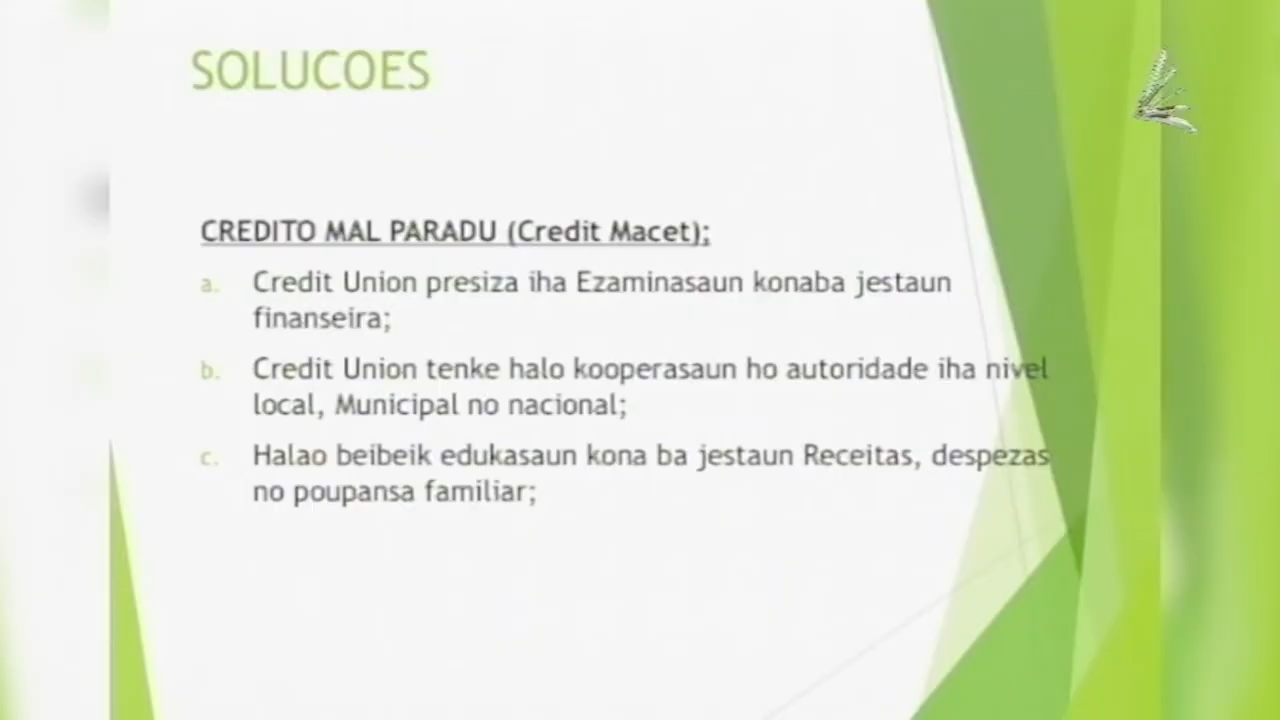 SOLUCOES
CREDITO MAL PARADU (Credit Macet);
a. Credit Union presiza iha Ezaminasaun konaba jestaun
finanseira;
b. Credit Union tenke halo kooperasaun ho autoridade iha nivel
local, Municipal no nacional;
c. Halao beibeik edukasaun kona ba jestaun Receitas, despezas
no poupansa familiar;